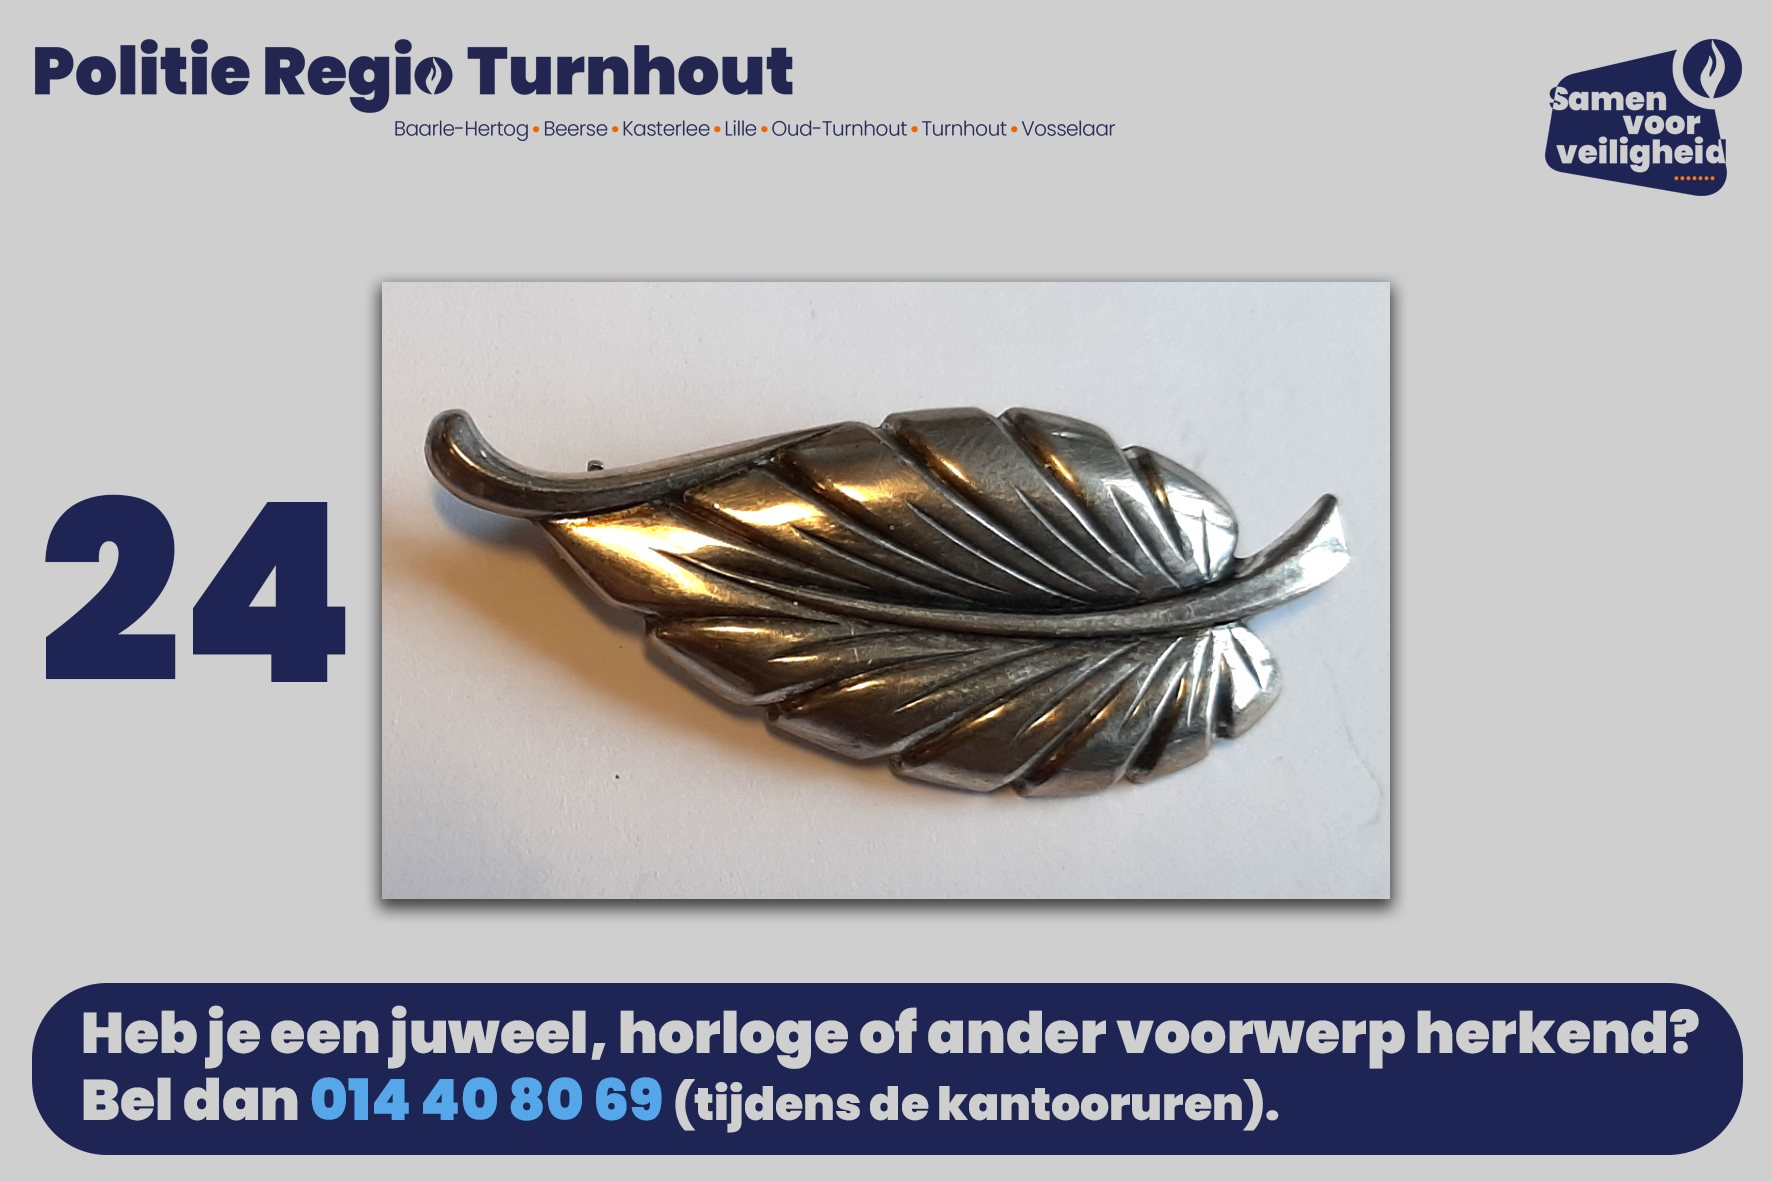 Politie Regio Turnhout
Baarle-Hertog • Beerse • Kasterlee • Lille • Oud-Turnhout • Turnhout • Vosselaar
Samen
voor
veiligheid
24
Heb je een juweel, horloge of ander voorwerp herkend?
Bel dan 014 40 80 69 (tijdens de kantooruren).